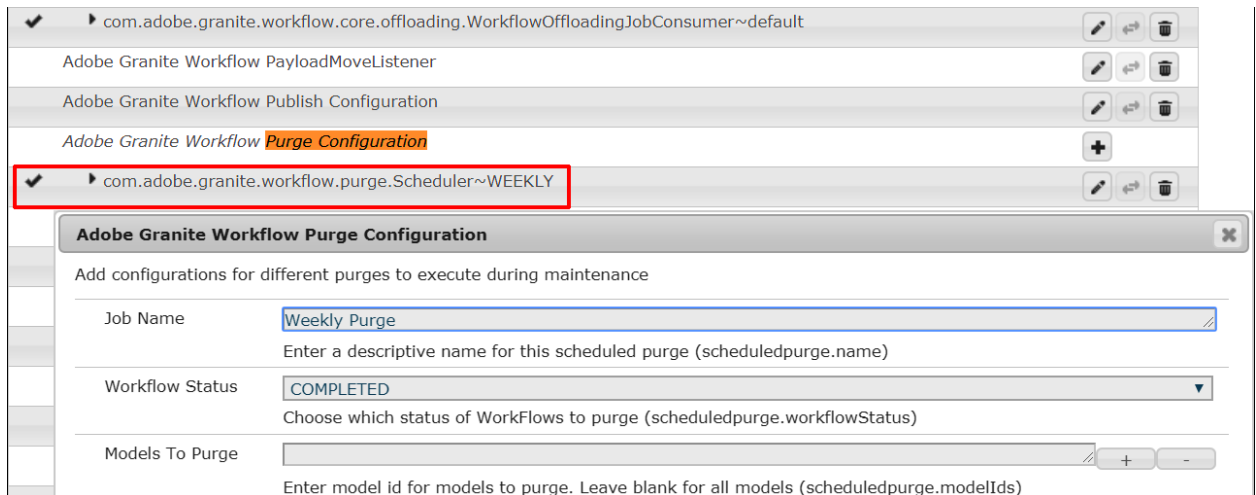 com.adobe.granite.workflow.core.offloading.WorkflowOffloadingJobConsumer~default
Adobe Granite Workflow PayloadMoveListener
Adobe Granite Workflow Publish Configuration
Adobe Granite Workflow Purge Configuration
com.adobe.granite.workflow.purge.Scheduler~WEEKLY
Adobe Granite Workflow Purge Configuration
Add configurations for different purges to execute during maintenance
Job Name
Weekly Purge
Enter a descriptive name for this scheduled purge (scheduledpurge.name)
Workflow Status
COMPLETED
Choose which status of WorkFlows to purge (scheduledpurge.workflowStatus)
Models To Purge
+ -
Enter model id for models to purge. Leave blank for all models (scheduledpurge.modelIds)